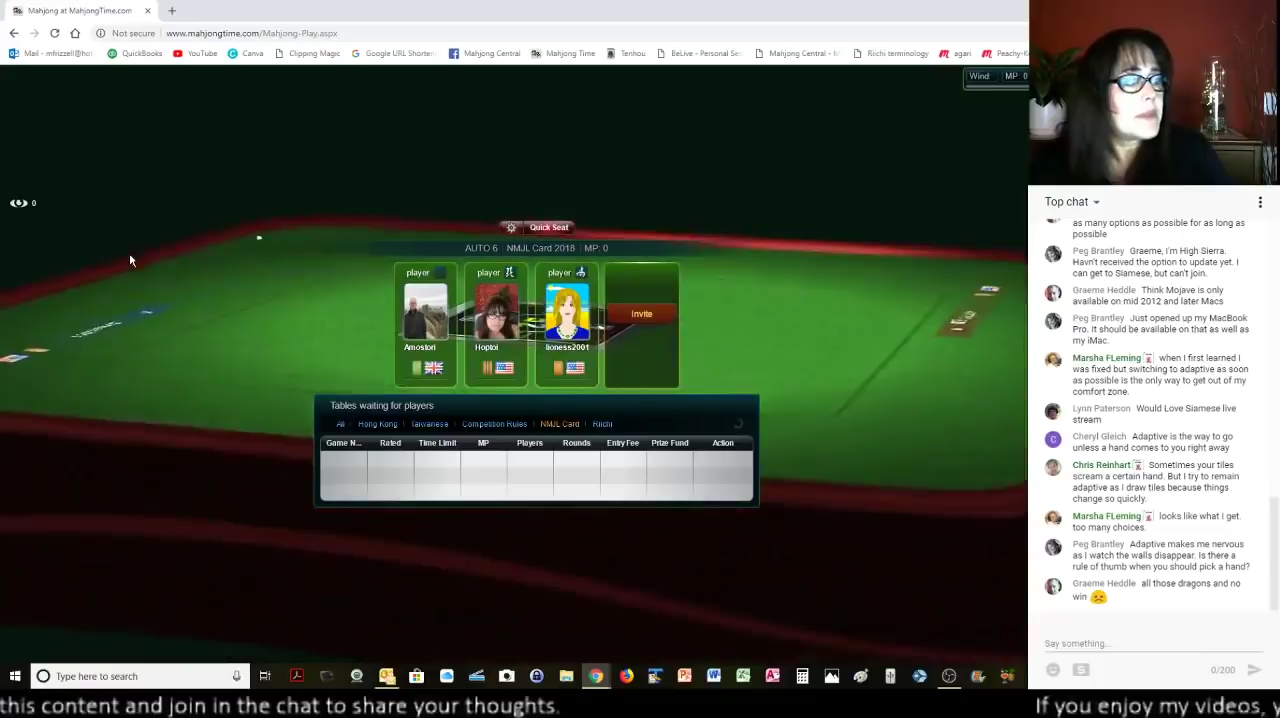 Mahjong at MahjongTime.com
Not secure www.mahjongtime.com/Mahjong-Play.aspx
Mail - mfrizzell@hot QuickBooks YouTube Canva Clipping Magic Google URL Shorten Mahjong Central Mahjong Time Tenhou BeLive - Personal Se Mahjong Central - M Riichi terminology agari Peachy-K
Wind: MP: 0
0
Quick Seat
AUTO 6 NMJL Card 2018 MP: 0
player player player
Invite
Amostori Hoptoi lioness2001
Tables waiting for players
All Hong Kong Taiwanese Competition Rules NMJL Card Riichi
Game N... Rated Time Limit MP Players Rounds Entry Fee Prize Fund Action
Top chat
as many options as possible for as long as
possible
Peg Brantley Graeme, I'm High Sierra.
Havn't received the option to update yet. I
can get to Siamese, but can't join.
Graeme Heddle Think Mojave is only
available on mid 2012 and later Macs
Peg Brantley Just opened up my MacBook
Pro. It should be available on that as well as
my iMac.
Marsha FLeming when I first learned I
was fixed but switching to adaptive as soon
as possible is the only way to get out of my
comfort zone.
Lynn Paterson Would Love Siamese live
stream
C
Cheryl Gleich Adaptive is the way to go
unless a hand comes to you right away
Chris Reinhart Sometimes your tiles
scream a certain hand. But I try to remain
adaptive as I draw tiles because things
change so quickly.
Marsha FLeming looks like what I get.
too many choices.
Peg Brantley Adaptive makes me nervous
as I watch the walls disappear. Is there a
rule of thumb when you should pick a hand?
Graeme Heddle all those dragons and no
win
Say something...
0/200
Type here to search
this content and join in the chat to share your thoughts.
If you enjoy my videos, y